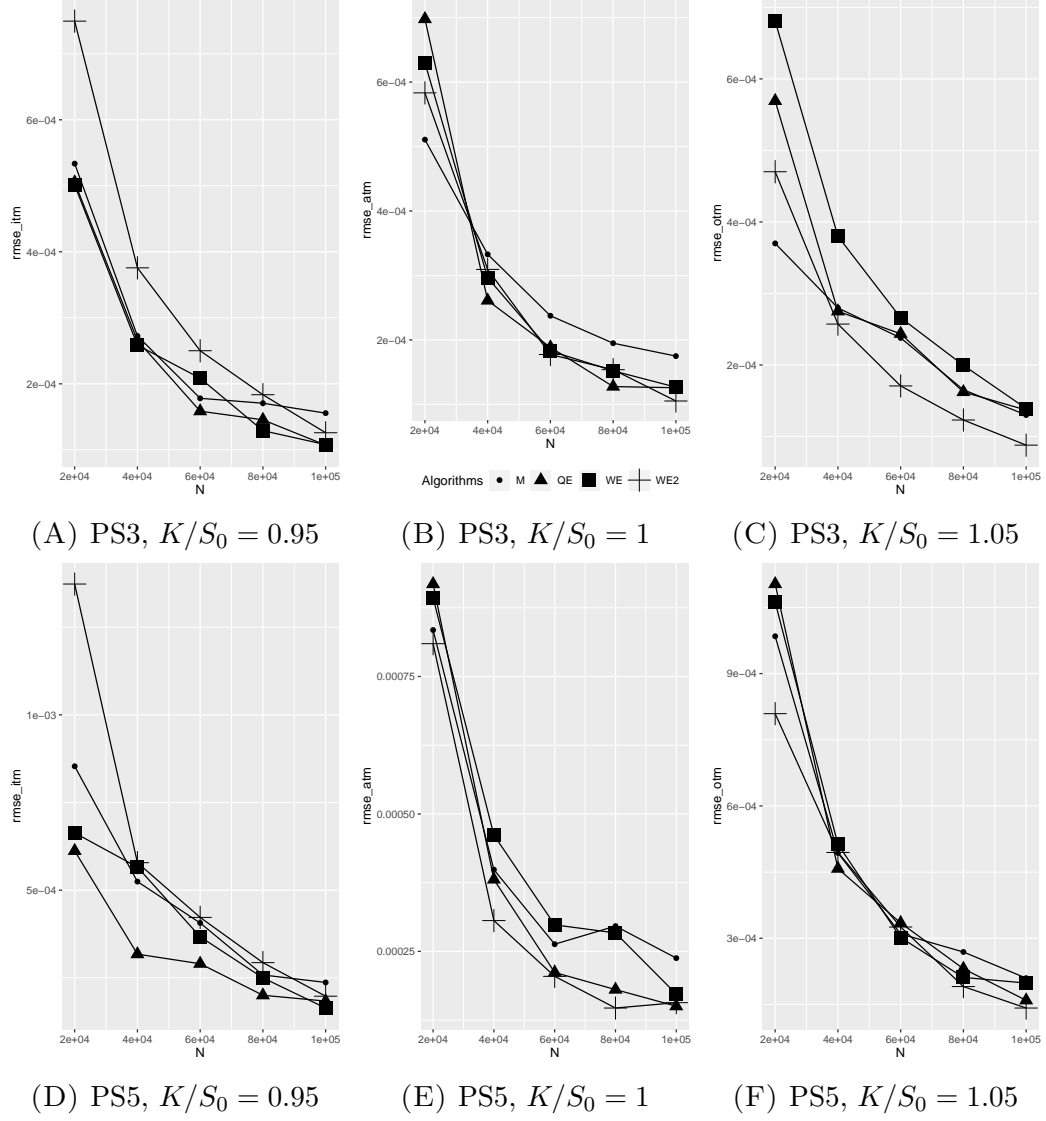 rmse_itm
6e−04
4e−04
2e−04
2e+04 4e+04 6e+04 8e+04 1e+05
N
rmse_atm
6e−04
4e−04
2e−04
2e+04 4e+04 6e+04 8e+04 1e+05
N
Algorithms M QE WE WE2
rmse_otm
6e−04
4e−04
2e−04
2e+04 4e+04 6e+04 8e+04 1e+05
N
(A) PS3, K/S₀ = 0.95
(B) PS3, K/S₀ = 1
(C) PS3, K/S₀ = 1.05
rmse_itm
1e−03
5e−04
2e+04 4e+04 6e+04 8e+04 1e+05
N
rmse_atm
0.00075
0.00050
0.00025
2e+04 4e+04 6e+04 8e+04 1e+05
N
rmse_otm
9e−04
6e−04
3e−04
2e+04 4e+04 6e+04 8e+04 1e+05
N
(D) PS5, K/S₀ = 0.95
(E) PS5, K/S₀ = 1
(F) PS5, K/S₀ = 1.05